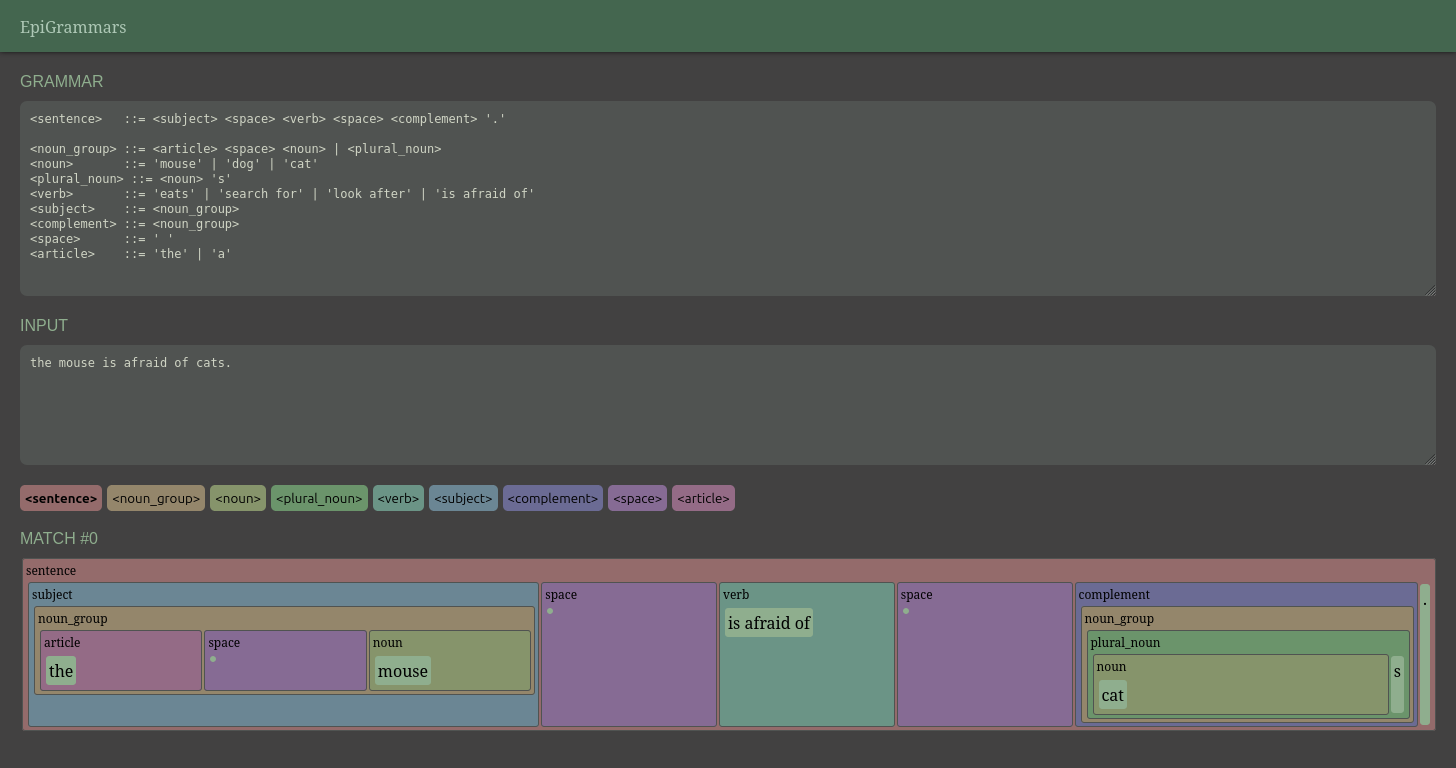 EpiGrammars
GRAMMAR
<sentence>   ::= <subject> <space> <verb> <space> <complement> '.'
<noun_group> ::= <article> <space> <noun> | <plural_noun>
<noun>       ::= 'mouse' | 'dog' | 'cat'
<plural_noun> ::= <noun> 's'
<verb>       ::= 'eats' | 'search for' | 'look after' | 'is afraid of'
<subject>    ::= <noun_group>
<complement> ::= <noun_group>
<space>      ::= ' '
<article>    ::= 'the' | 'a'
INPUT
the mouse is afraid of cats.
<sentence> <noun_group> <noun> <plural_noun> <verb> <subject> <complement> <space> <article>
MATCH #0
sentence
subject space verb space complement .
noun_group is afraid of noun_group
article space noun plural_noun
the mouse noun s
cat